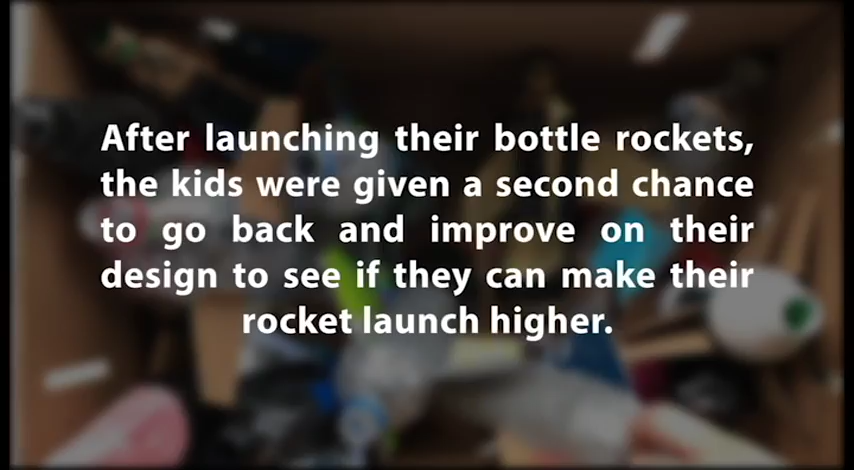 After launching their bottle rockets,
the kids were given a second chance
to go back and improve on their
design to see if they can make their
rocket launch higher.